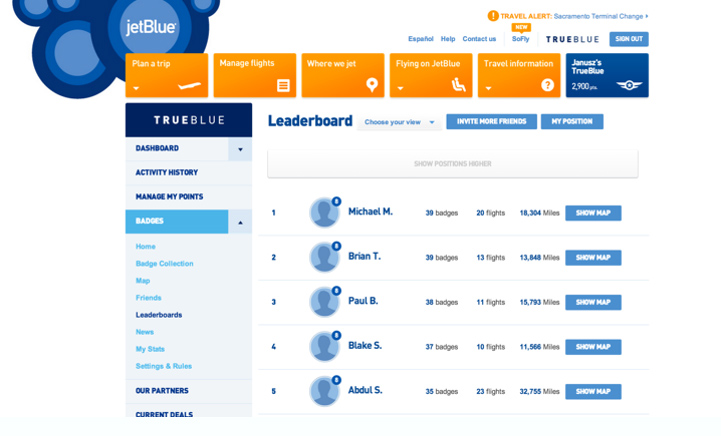 TRAVEL ALERT: Sacramento Terminal Change
NEW
Español Help Contact us SoFly TRUEBLUE SIGN OUT
jetBlue
Plan a trip Manage flights Where we jet Flying on JetBlue Travel information Janusz's TrueBlue
2,900 pts.
TRUEBLUE
Leaderboard Choose your view INVITE MORE FRIENDS MY POSITION
DASHBOARD
ACTIVITY HISTORY
MANAGE MY POINTS
BADGES
Home
Badge Collection
Map
Friends
Leaderboards
News
My Stats
Settings & Rules
OUR PARTNERS
CURRENT DEALS
SHOW POSITIONS HIGHER
1 8 Michael M. 39 badges 20 flights 18,304 Miles SHOW MAP
2 8 Brian T. 39 badges 13 flights 13,848 Miles SHOW MAP
3 8 Paul B. 38 badges 11 flights 15,793 Miles SHOW MAP
4 8 Blake S. 37 badges 10 flights 11,566 Miles SHOW MAP
5 8 Abdul S. 35 badges 23 flights 32,755 Miles SHOW MAP